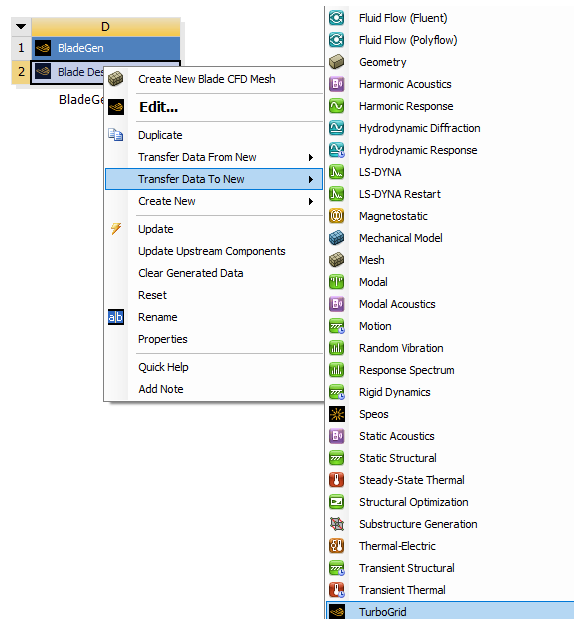 D
1 BladeGen
2 Blade Des
BladeGe
Create New Blade CFD Mesh
Edit...
Duplicate
Transfer Data From New
Transfer Data To New
Create New
Update
Update Upstream Components
Clear Generated Data
Reset
a|b Rename
Properties
Quick Help
Add Note
Fluid Flow (Fluent)
Fluid Flow (Polyflow)
Geometry
Harmonic Acoustics
Harmonic Response
Hydrodynamic Diffraction
Hydrodynamic Response
LS-DYNA
LS-DYNA Restart
Magnetostatic
Mechanical Model
Mesh
Modal
Modal Acoustics
Motion
Random Vibration
Response Spectrum
Rigid Dynamics
Speos
Static Acoustics
Static Structural
Steady-State Thermal
Structural Optimization
Substructure Generation
Thermal-Electric
Transient Structural
Transient Thermal
TurboGrid